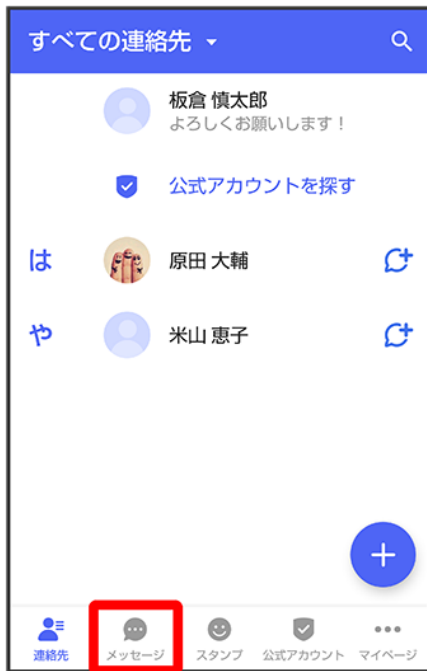 すべての連絡先
板倉 慎太郎
よろしくお願いします！
公式アカウントを探す
は
原田 大輔
や
米山 恵子
連絡先
メッセージ
スタンプ
公式アカウント
マイページ